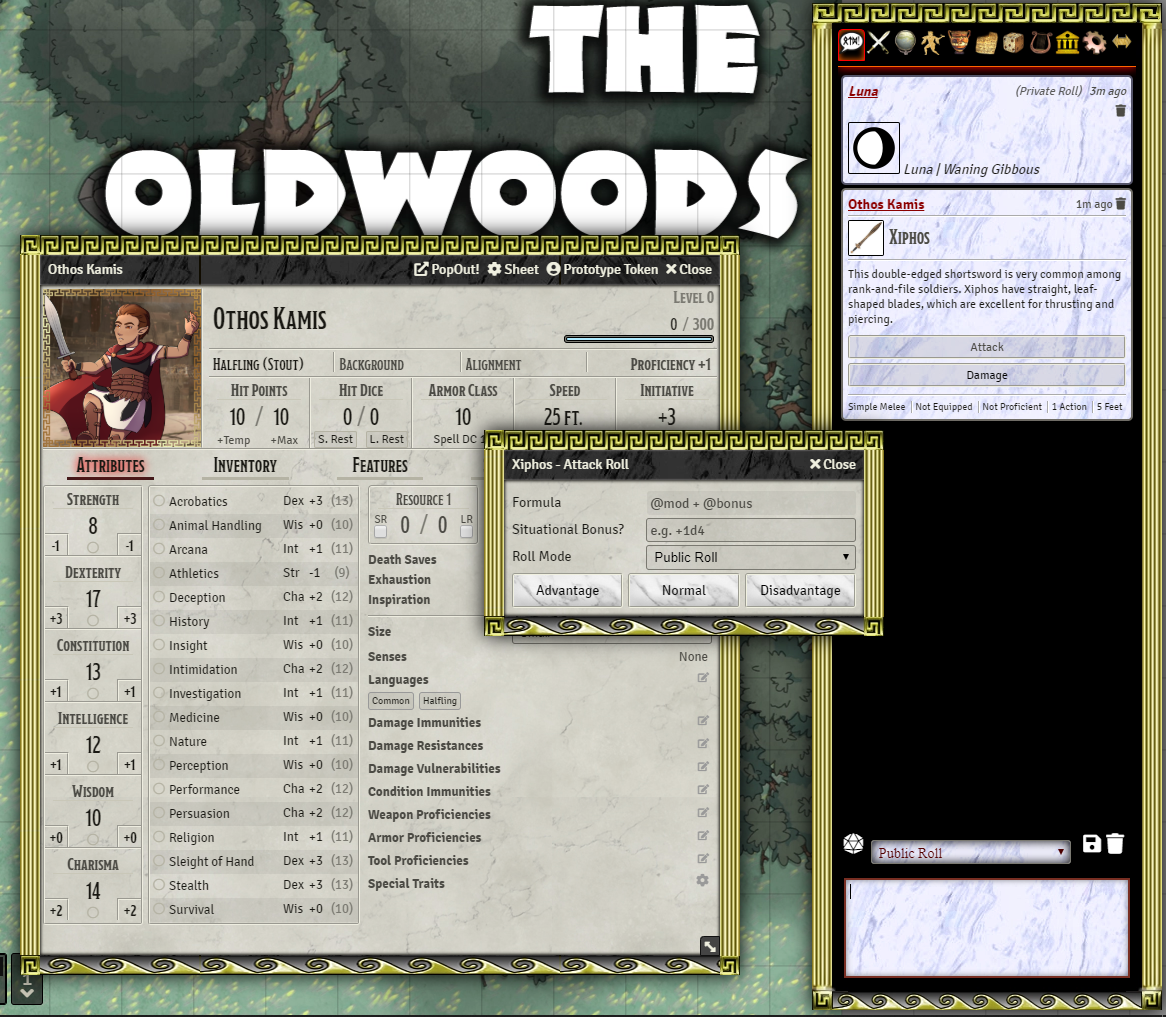 THE
OLDWOODS
Othos Kamis PopOut! Sheet Prototype Token Close
Othos Kamis
Level 0
0 / 300
Halfling (Stout) Background Alignment Proficiency +1
Hit Points Hit Dice Armor Class Speed Initiative
10 / 10 0 / 0 10 25 ft. +3
+Temp +Max S. Rest L. Rest Spell DC
Attributes Inventory Features
Strength
8
-1 -1
Dexterity
17
+3 +3
Constitution
13
+1 +1
Intelligence
12
+1 +1
Wisdom
10
+0 +0
Charisma
14
+2 +2
Acrobatics Dex +3 (13)
Animal Handling Wis +0 (10)
Arcana Int +1 (11)
Athletics Str -1 (9)
Deception Cha +2 (12)
History Int +1 (11)
Insight Wis +0 (10)
Intimidation Cha +2 (12)
Investigation Int +1 (11)
Medicine Wis +0 (10)
Nature Int +1 (11)
Perception Wis +0 (10)
Performance Cha +2 (12)
Persuasion Cha +2 (12)
Religion Int +1 (11)
Sleight of Hand Dex +3 (13)
Stealth Dex +3 (13)
Survival Wis +0 (10)
Resource 1
SR 0 / 0 LR
Death Saves
Exhaustion
Inspiration
Size
Senses None
Languages
Common Halfling
Damage Immunities
Damage Resistances
Damage Vulnerabilities
Condition Immunities
Weapon Proficiencies
Armor Proficiencies
Tool Proficiencies
Special Traits
Xiphos - Attack Roll Close
Formula @mod + @bonus
Situational Bonus? e.g. +1d4
Roll Mode Public Roll
Advantage Normal Disadvantage
Luna (Private Roll) 3m ago
Luna | Waning Gibbous
Othos Kamis 1m ago
Xiphos
This double-edged shortsword is very common among
rank-and-file soldiers. Xiphos have straight, leaf-
shaped blades, which are excellent for thrusting and
piercing.
Attack
Damage
Simple Melee Not Equipped Not Proficient 1 Action 5 Feet
Public Roll
1